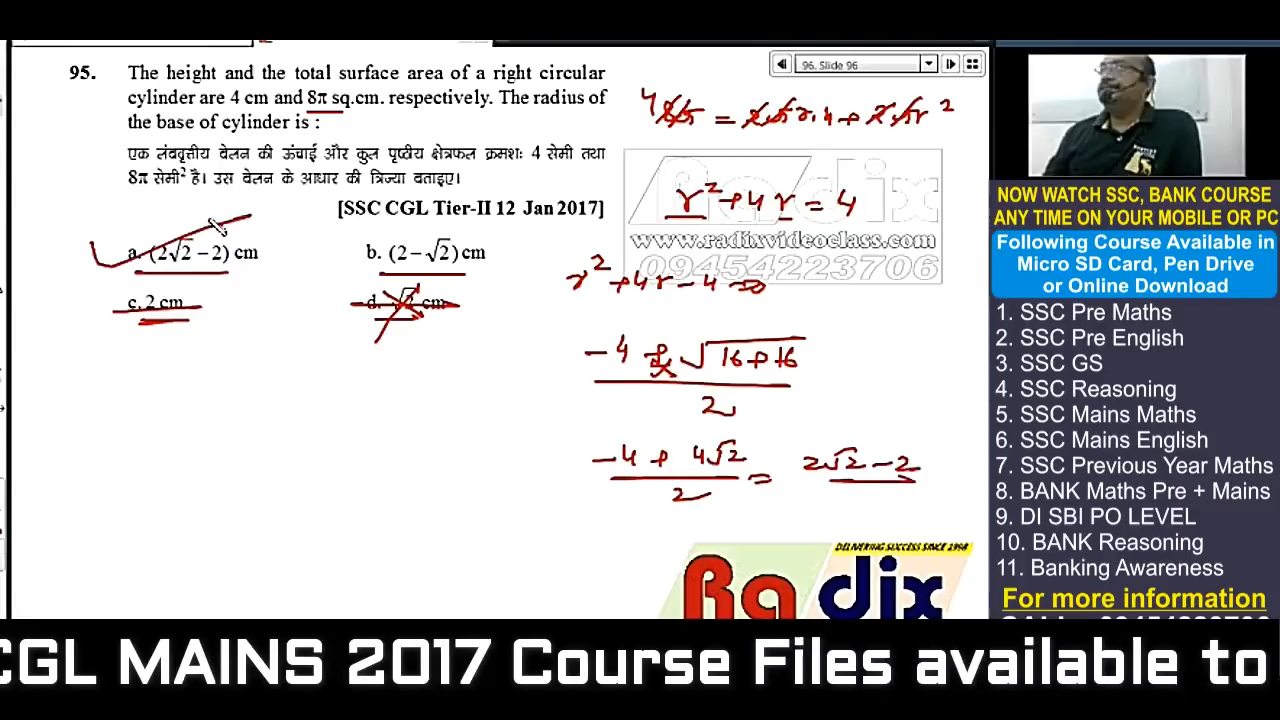 96. Slide 96
95. The height and the total surface area of a right circular
cylinder are 4 cm and 8π sq.cm. respectively. The radius of
the base of cylinder is :
एक लंबवृत्तीय बेलन की ऊंचाई और कुल पृष्ठीय क्षेत्रफल क्रमशः 4 सेमी तथा
8π सेमी² है। उस बेलन के आधार की त्रिज्या बताइए।
[SSC CGL Tier-II 12 Jan 2017]
a. (2√2 – 2) cm b. (2 – √2) cm
c. 2 cm d. √2 cm
4 8π = 2πr.4 + 2πr²
r² + 4r = 4
r² + 4r – 4 = 0
–4 ± √16 + 16
2
–4 + 4√2 = 2√2 – 2
2
Radix
www.radixvideoclass.com
09454223706
DELIVERING SUCCESS SINCE 1998
Radix
NOW WATCH SSC, BANK COURSE
ANY TIME ON YOUR MOBILE OR PC
Following Course Available in
Micro SD Card, Pen Drive
or Online Download
1. SSC Pre Maths
2. SSC Pre English
3. SSC GS
4. SSC Reasoning
5. SSC Mains Maths
6. SSC Mains English
7. SSC Previous Year Maths
8. BANK Maths Pre + Mains
9. DI SBI PO LEVEL
10. BANK Reasoning
11. Banking Awareness
For more information
CGL MAINS 2017 Course Files available to